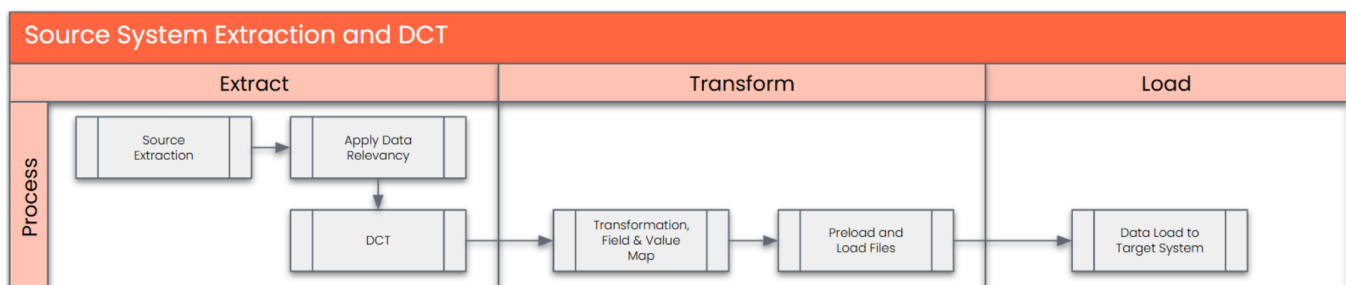 Source System Extraction and DCT
Extract
Transform
Load
Process
Source
Extraction
Apply Data
Relevancy
DCT
Transformation,
Field & Value
Map
Preload and
Load Files
Data Load to
Target System